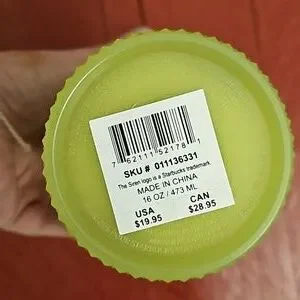 7 62111 52178 1
SKU # 011136331
The Siren logo is a Starbucks trademark.
MADE IN CHINA
16 OZ / 473 ML
USA CAN
$19.95 $28.95